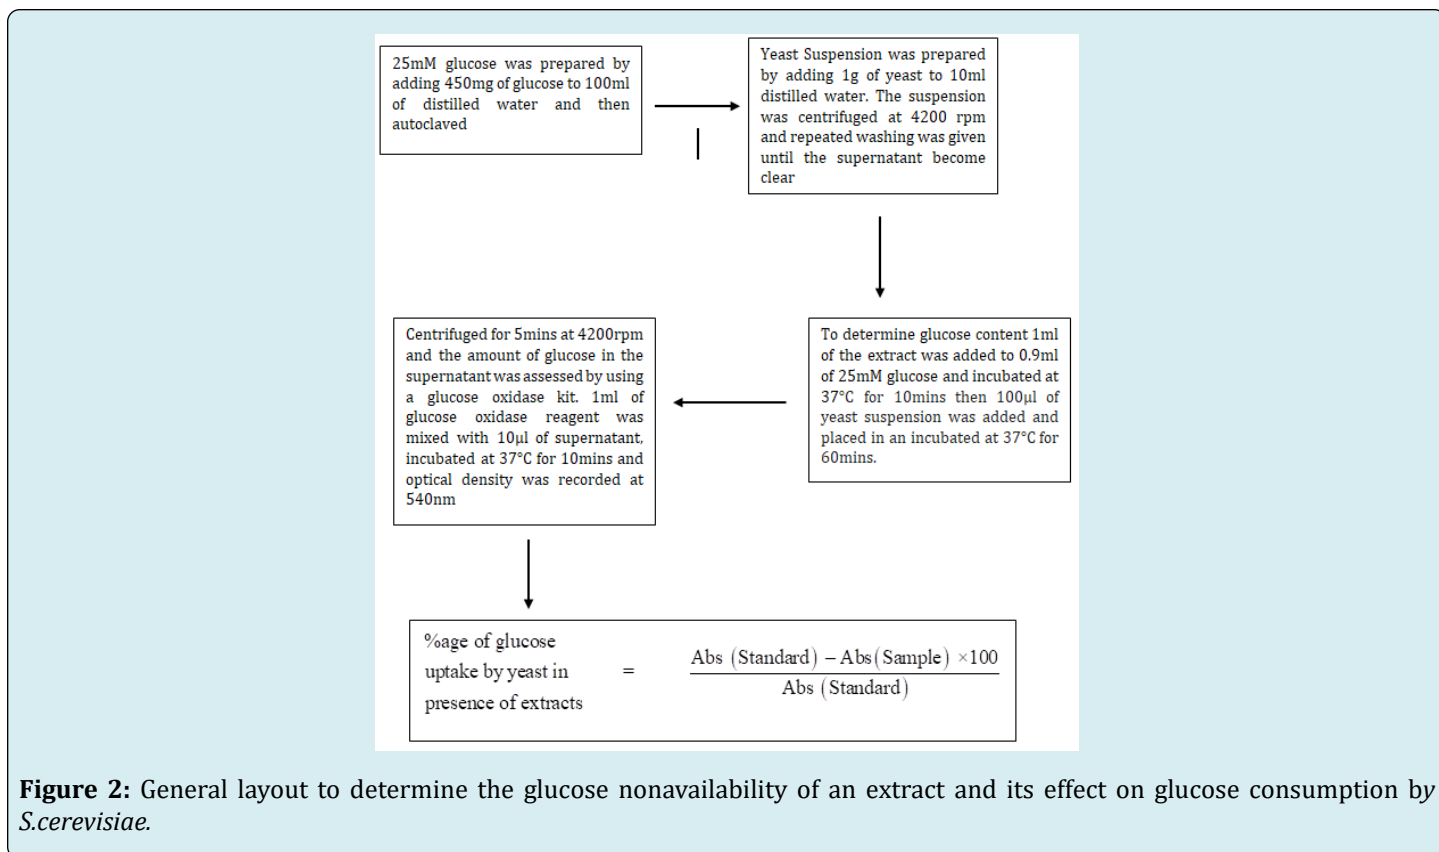 25mM glucose was prepared by
adding 450mg of glucose to 100ml
of distilled water and then
autoclaved
Yeast Suspension was prepared
by adding 1g of yeast to 10ml
distilled water. The suspension
was centrifuged at 4200 rpm
and repeated washing was given
until the supernatant become
clear
To determine glucose content 1ml
of the extract was added to 0.9ml
of 25mM glucose and incubated at
37°C for 10mins then 100µl of
yeast suspension was added and
placed in an incubated at 37°C for
60mins.
Centrifuged for 5mins at 4200rpm
and the amount of glucose in the
supernatant was assessed by using
a glucose oxidase kit. 1ml of
glucose oxidase reagent was
mixed with 10µl of supernatant,
incubated at 37°C for 10mins and
optical density was recorded at
540nm
%age of glucose
uptake by yeast in
presence of extracts
=
Abs (Standard) – Abs(Sample) ×100
Abs (Standard)
Figure 2: General layout to determine the glucose nonavailability of an extract and its effect on glucose consumption by
S.cerevisiae.